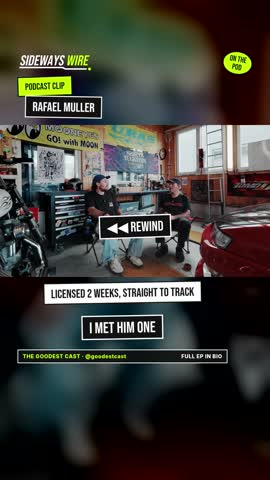 SIDEWAYS WIRE.
ON THE
POD
PODCAST CLIP
RAFAEL MULLER
MOONEYES
GO! with MOON
REWIND
LICENSED 2 WEEKS, STRAIGHT TO TRACK
I MET HIM ONE
THE GOODEST CAST · @goodestcast
FULL EP IN BIO